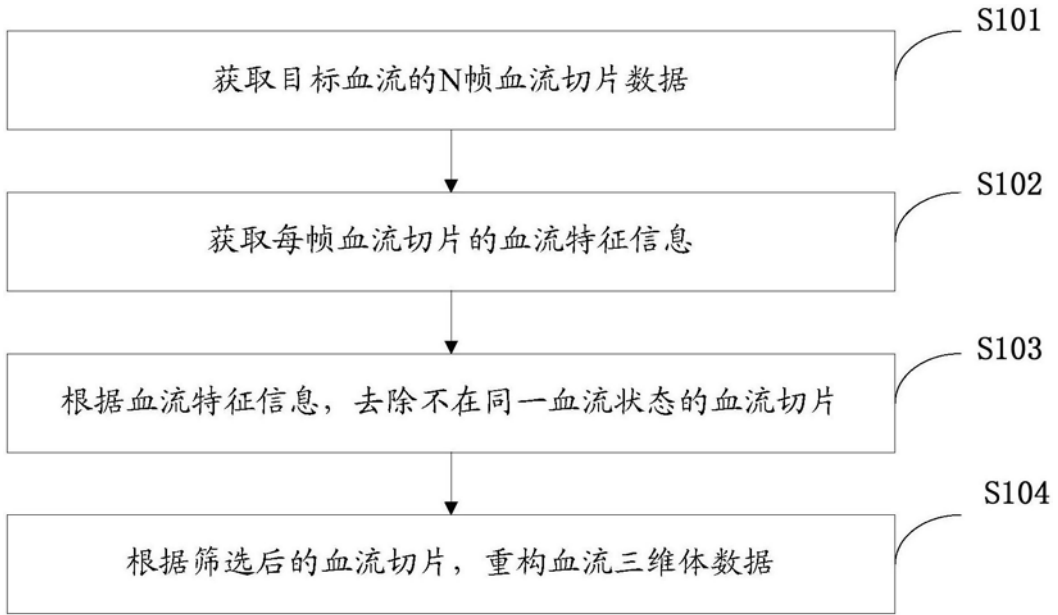 S101
获取目标血流的N帧血流切片数据
S102
获取每帧血流切片的血流特征信息
S103
根据血流特征信息，去除不在同一血流状态的血流切片
S104
根据筛选后的血流切片，重构血流三维体数据